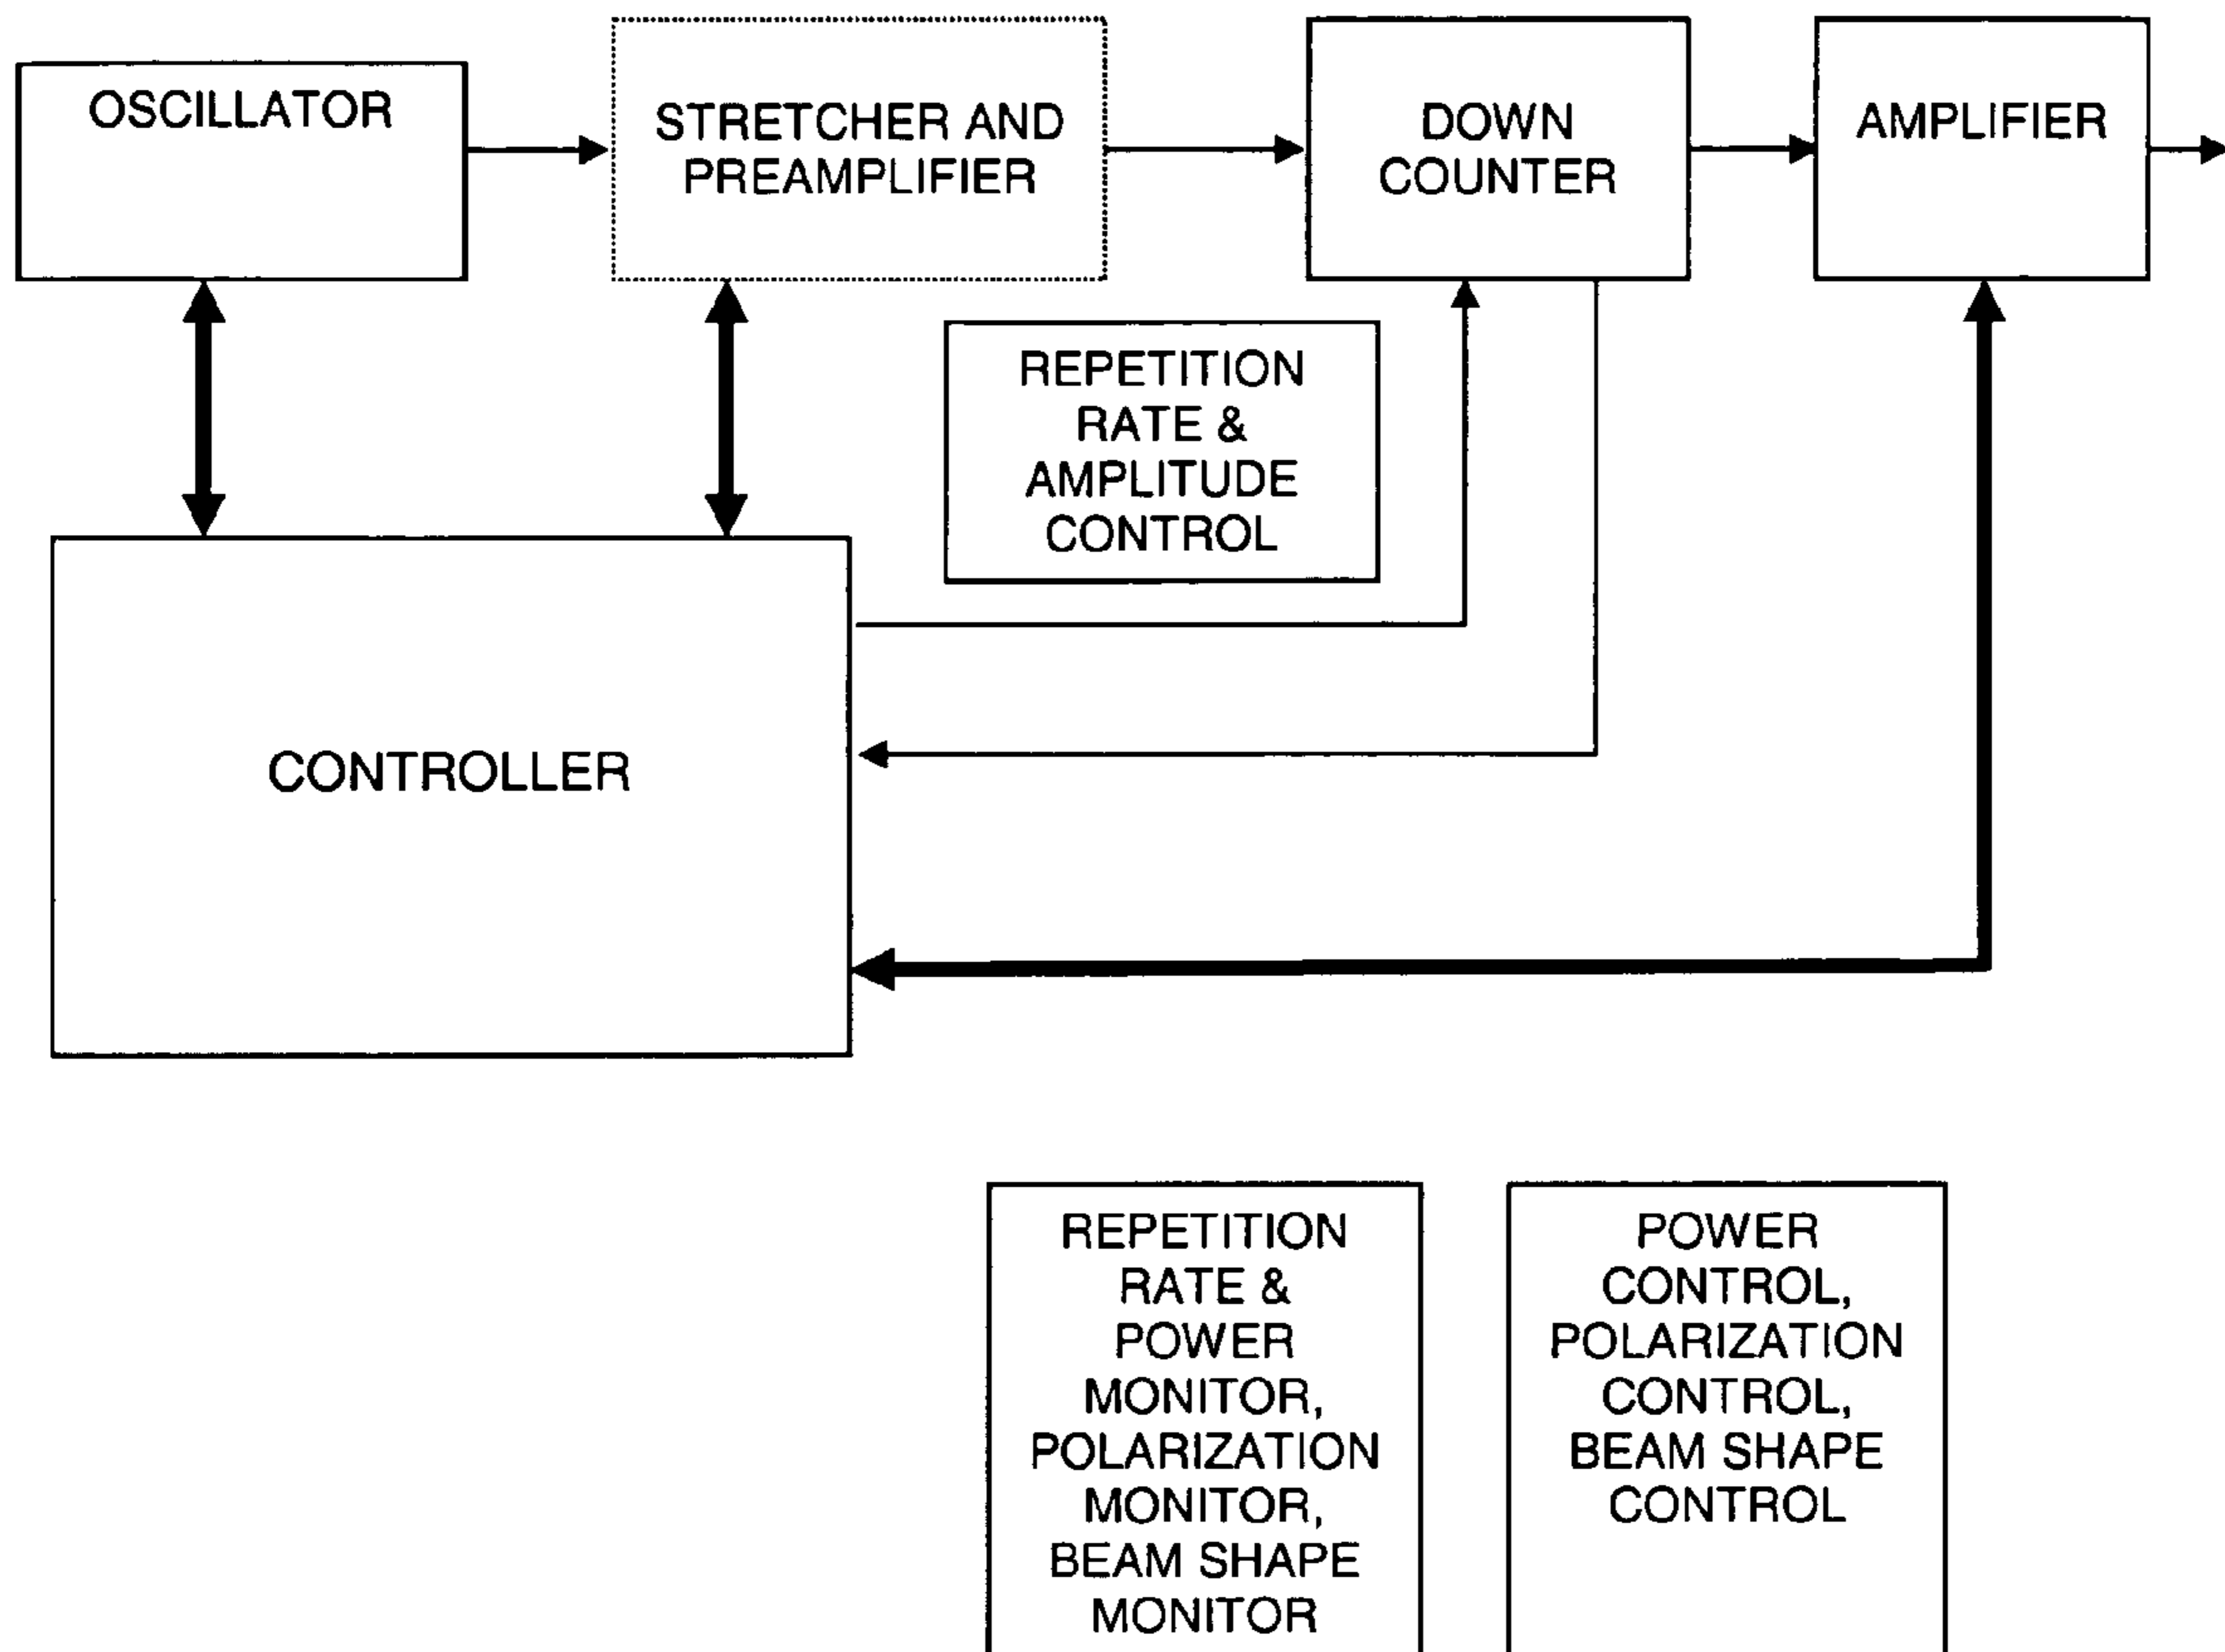 OSCILLATOR
STRETCHER AND
PREAMPLIFIER
DOWN
COUNTER
AMPLIFIER
REPETITION
RATE &
AMPLITUDE
CONTROL
CONTROLLER
REPETITION
RATE &
POWER
MONITOR,
POLARIZATION
MONITOR,
BEAM SHAPE
MONITOR
POWER
CONTROL,
POLARIZATION
CONTROL,
BEAM SHAPE
CONTROL